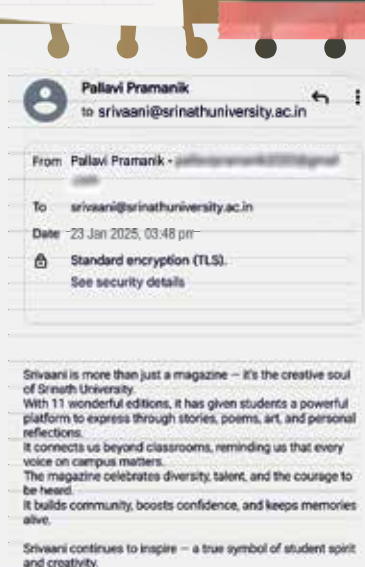 Pallavi Pramanik
to srivaani@srinathuniversity.ac.in
From Pallavi Pramanik -
To srivaani@srinathuniversity.ac.in
Date 23 Jan 2025, 03:48 pm
Standard encryption (TLS).
See security details
Srivaani is more than just a magazine — it's the creative soul
of Srinath University.
With 11 wonderful editions, it has given students a powerful
platform to express through stories, poems, art, and personal
reflections.
It connects us beyond classrooms, reminding us that every
voice on campus matters.
The magazine celebrates diversity, talent, and the courage to
be heard.
It builds community, boosts confidence, and keeps memories
alive.
Srivaani continues to inspire — a true symbol of student spirit
and creativity.